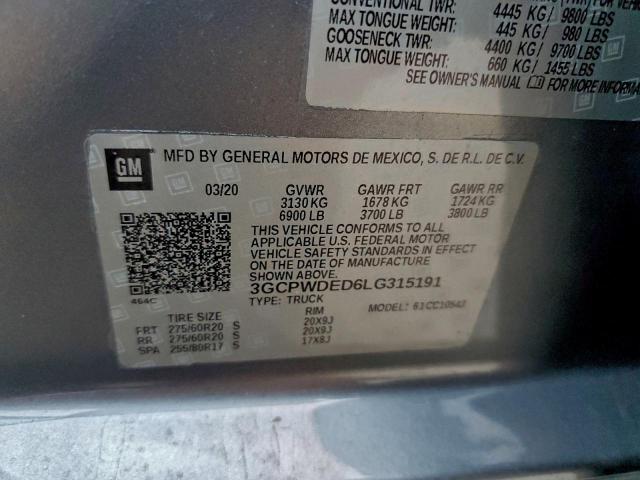 CONVENTIONAL TWR: 4445 KG / 9800 LBS
MAX TONGUE WEIGHT: 445 KG / 980 LBS
GOOSENECK TWR: 4400 KG / 9700 LBS
MAX TONGUE WEIGHT: 660 KG / 1455 LBS
SEE OWNER'S MANUAL FOR MORE INFORMA
GM
MFD BY GENERAL MOTORS DE MEXICO, S. DE R.L. DE C.V.
03/20 GVWR GAWR FRT GAWR RR
3130 KG 1678 KG 1724 KG
6900 LB 3700 LB 3800 LB
THIS VEHICLE CONFORMS TO ALL
APPLICABLE U.S. FEDERAL MOTOR
VEHICLE SAFETY STANDARDS IN EFFECT
ON THE DATE OF MANUFACTURE
SHOWN ABOVE.
3GCPWDED6LG315191
464C TYPE: TRUCK MODEL: 61CC10543
TIRE SIZE RIM
FRT 275/60R20 S 20X9J
RR 275/60R20 S 20X9J
SPA 255/80R17 S 17X8J